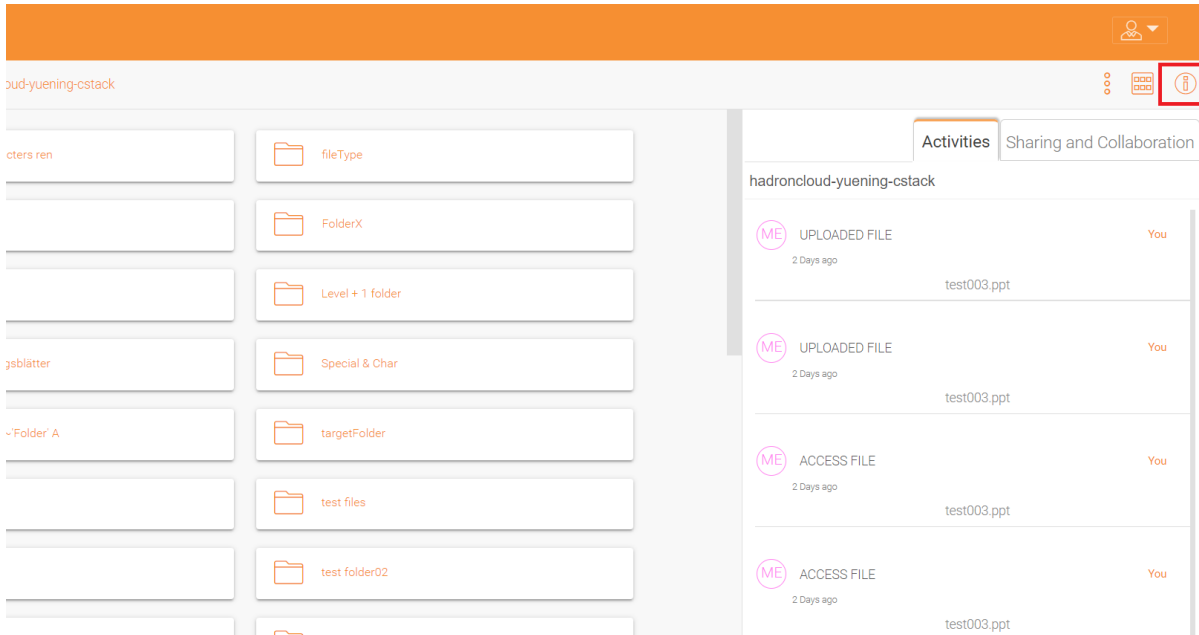 oud-yuening-cstack
Activities
Sharing and Collaboration
hadroncloud-yuening-cstack
cters ren
fileType
FolderX
Level + 1 folder
gsblätter
Special & Char
~'Folder` A
targetFolder
test files
test folder02
ME UPLOADED FILE You
2 Days ago
test003.ppt
ME UPLOADED FILE You
2 Days ago
test003.ppt
ME ACCESS FILE You
2 Days ago
test003.ppt
ME ACCESS FILE You
2 Days ago
test003.ppt